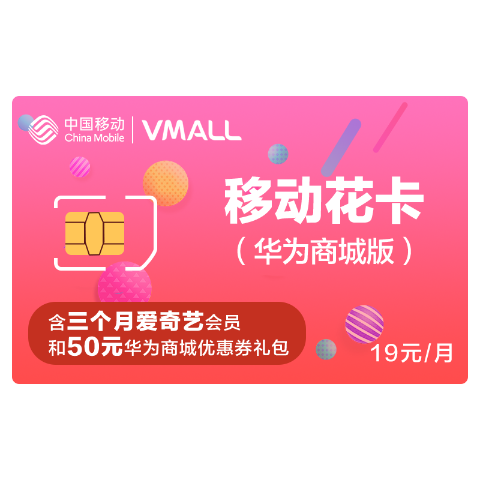 中国移动
China Mobile
VMALL
移动花卡
（华为商城版）
含三个月爱奇艺会员
和50元华为商城优惠券礼包
19元/月